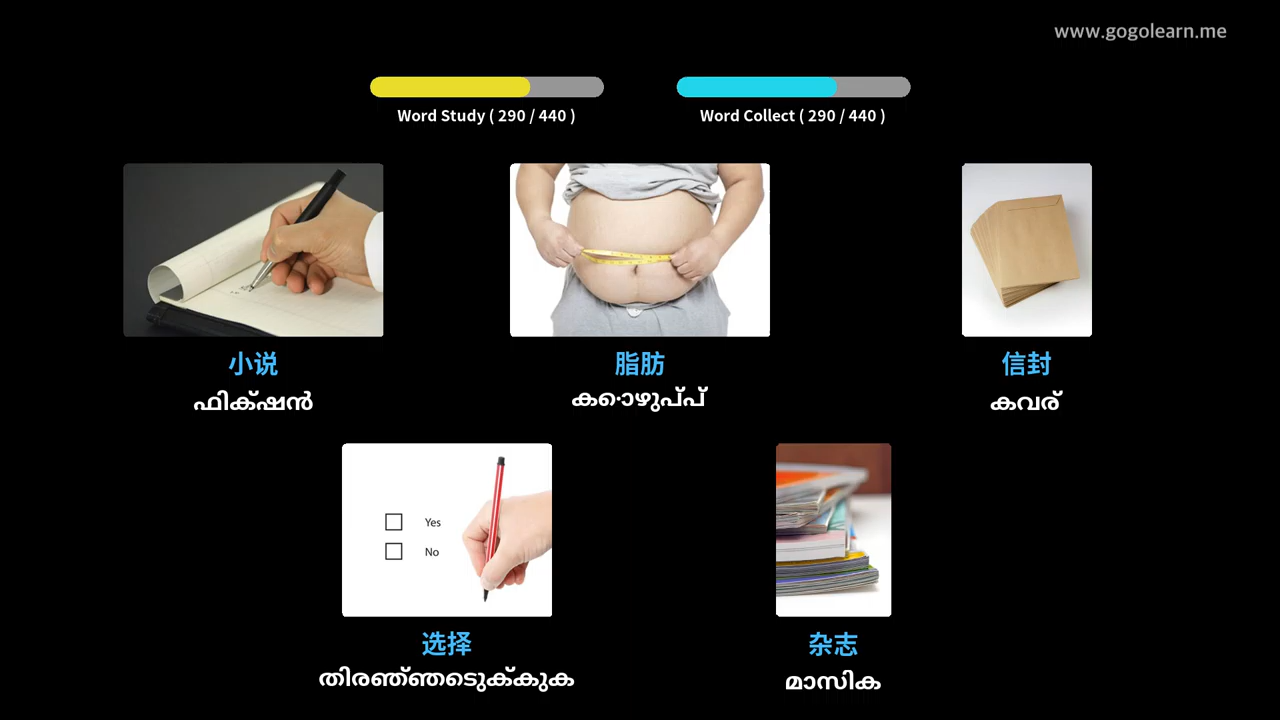 www.gogolearn.me
Word Study ( 290 / 440 )
Word Collect ( 290 / 440 )
小说
ഫിക്ഷൻ
脂肪
കൊഴുപ്പ്
信封
കവര്
Yes
No
选择
തിരഞ്ഞെടുക്കുക
杂志
മാസിക